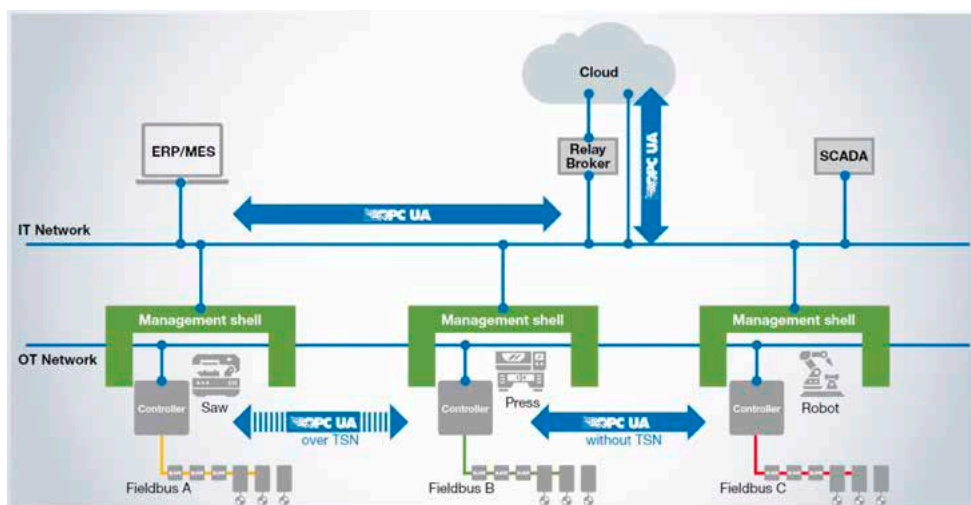 Cloud
ERP/MES
Relay
Broker
OPC UA
SCADA
OPC UA
IT Network
Management shell
Management shell
Management shell
OT Network
Controller
Saw
Controller
Press
Controller
Robot
OPC UA
over TSN
OPC UA
without TSN
Fieldbus A
Fieldbus B
Fieldbus C